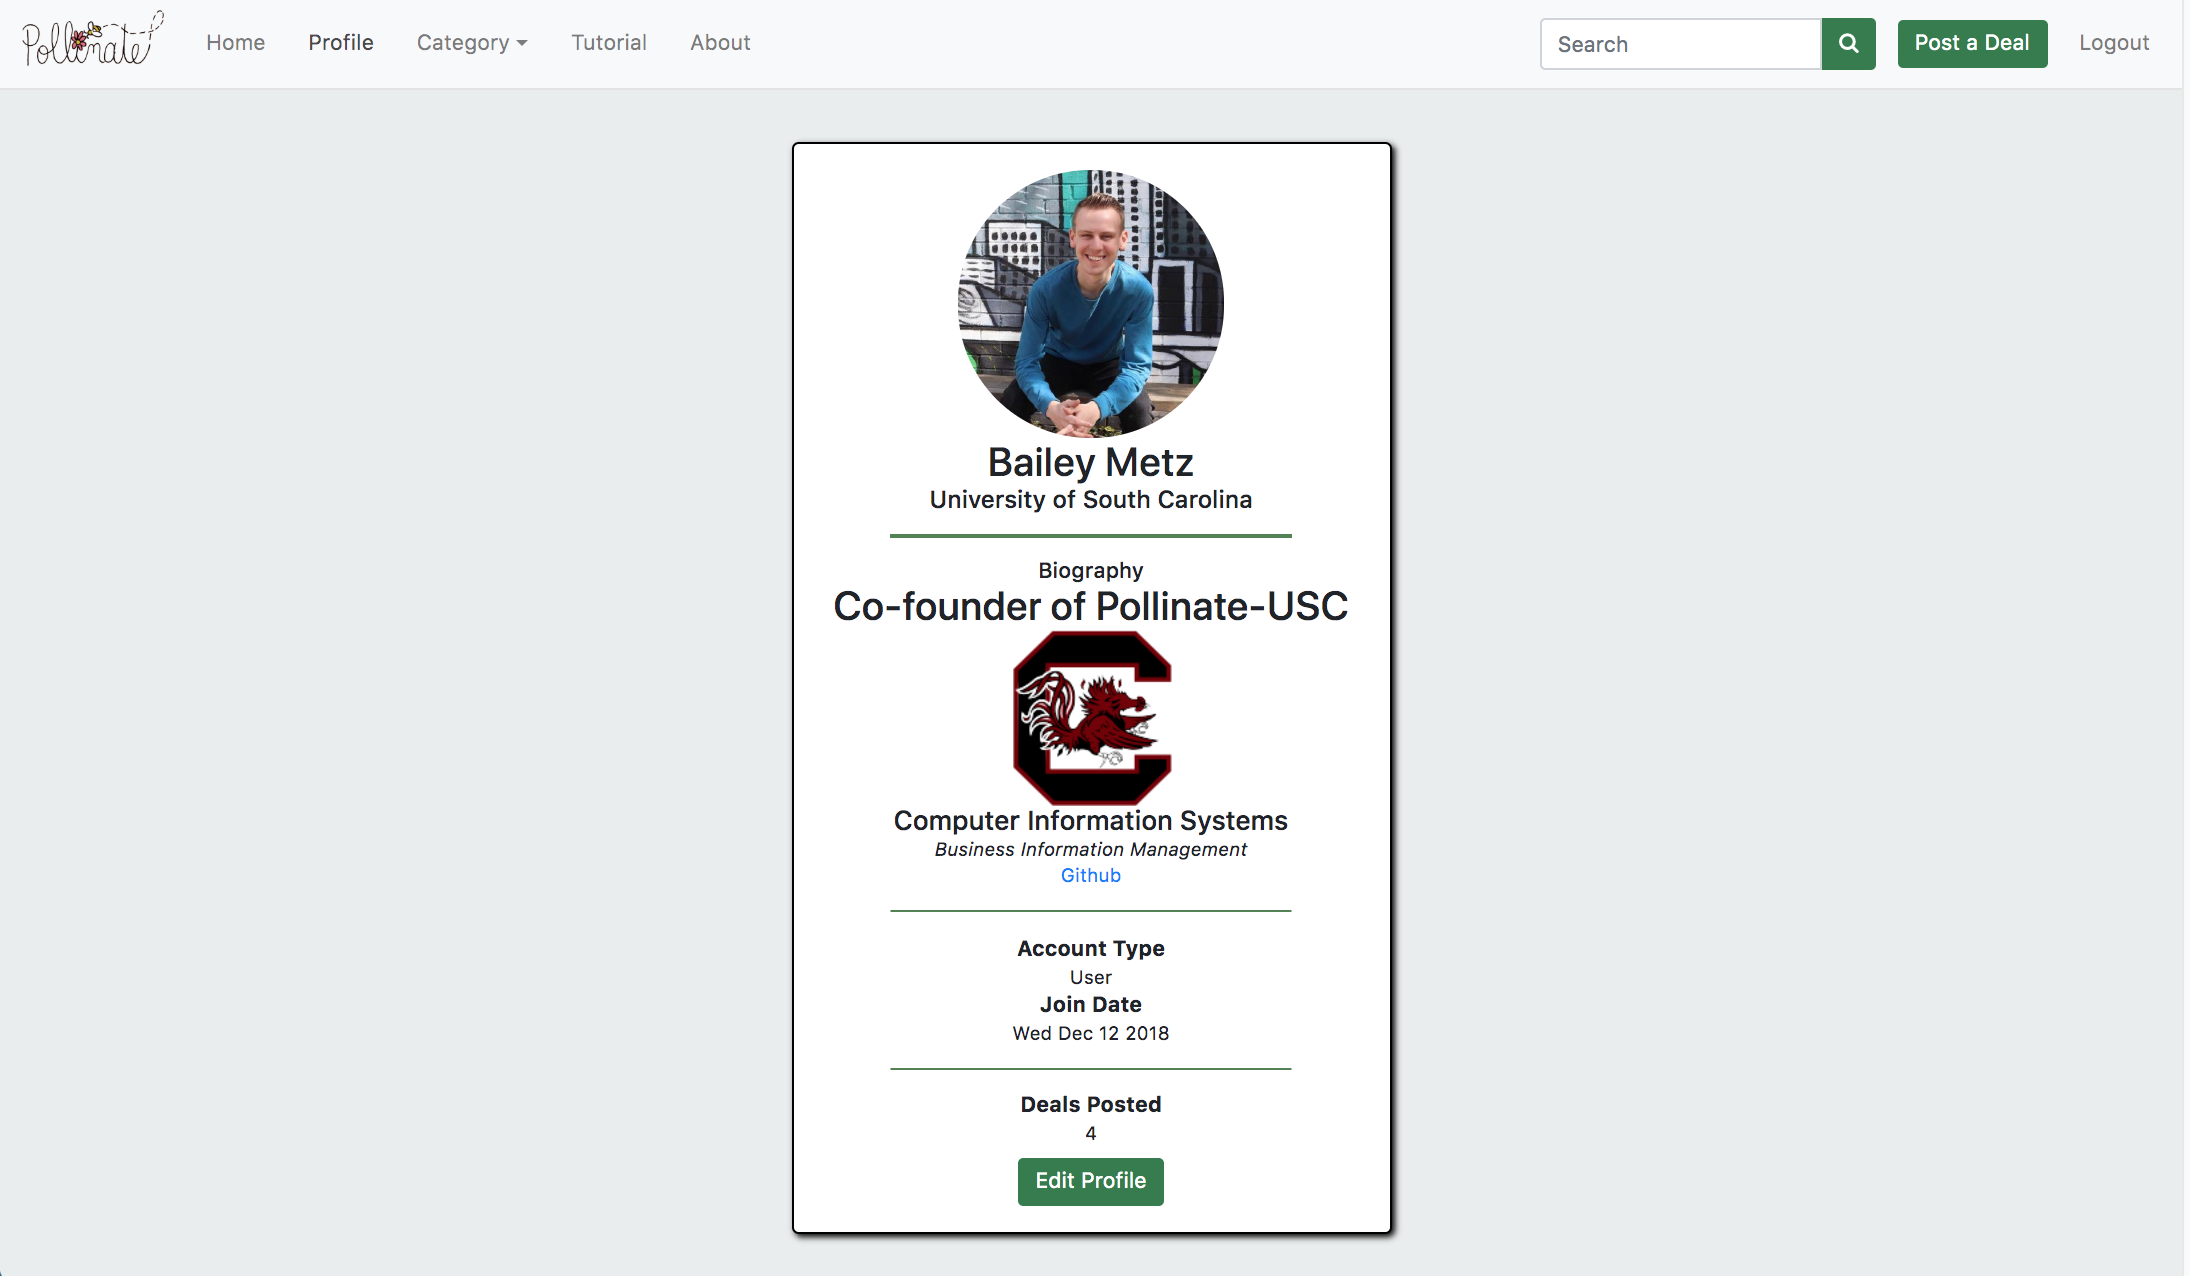 Pollinate Home Profile Category Tutorial About Search Post a Deal Logout
Bailey Metz
University of South Carolina
Biography
Co-founder of Pollinate-USC
C
Computer Information Systems
Business Information Management
Github
Account Type
User
Join Date
Wed Dec 12 2018
Deals Posted
4
Edit Profile